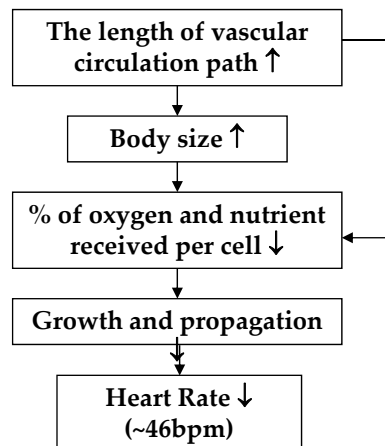 The length of vascular
circulation path ↑
Body size ↑
% of oxygen and nutrient
received per cell ↓
Growth and propagation
↓
Heart Rate ↓
(~46bpm)